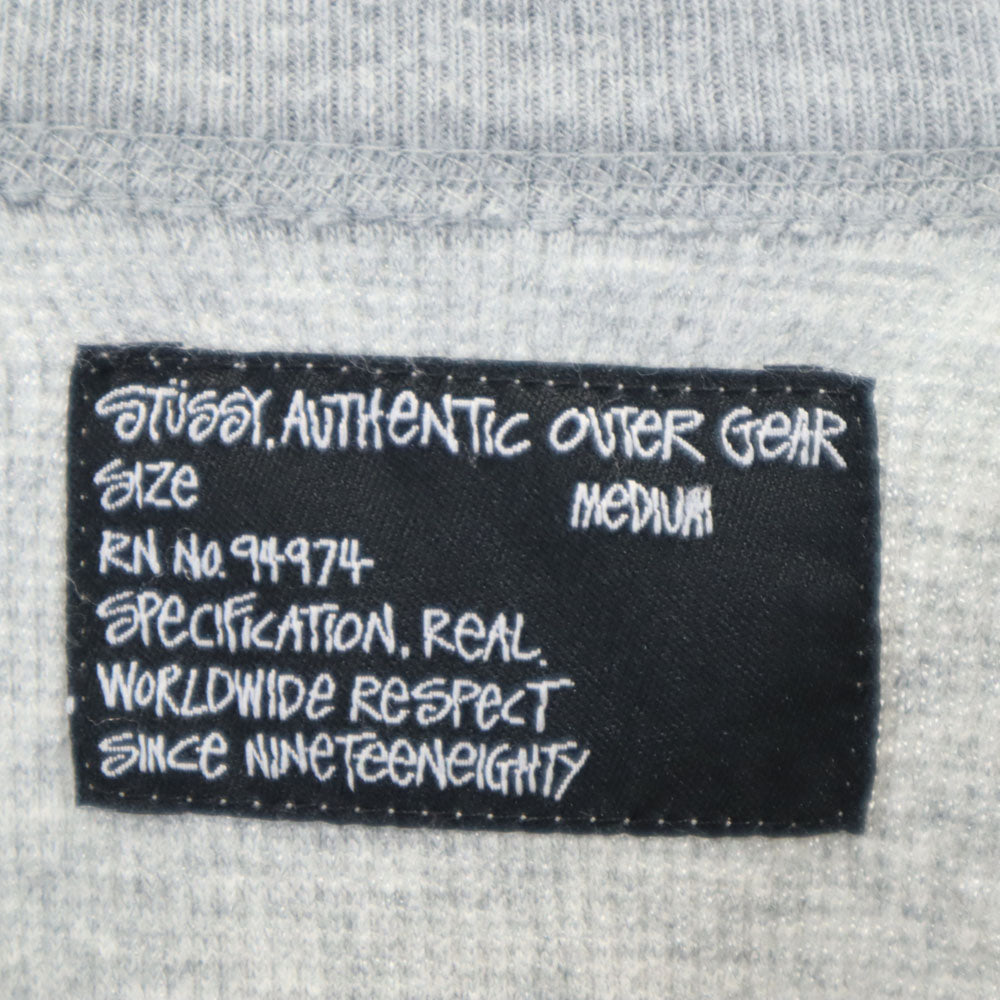 STÜSSY. AUTHeNTIC OUTER GeAR
SIZe MeDIUM
RN No. 94974
SPeCIFICATION. ReAL.
WORLDWIDe ReSPeCT
SINCe NINeTeeNeIGHTY